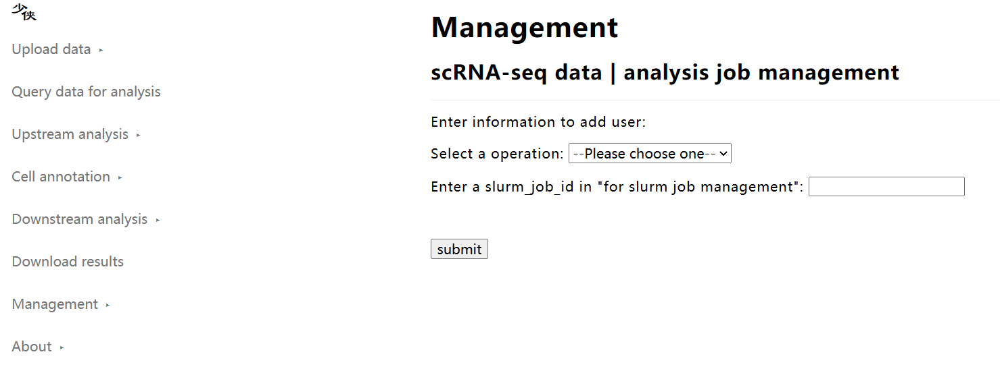 少侠
Upload data ▸
Query data for analysis
Upstream analysis ▸
Cell annotation ▸
Downstream analysis ▸
Download results
Management ▸
About ▸
Management
scRNA-seq data | analysis job management
Enter information to add user:
Select a operation: --Please choose one--
Enter a slurm_job_id in "for slurm job management":
submit